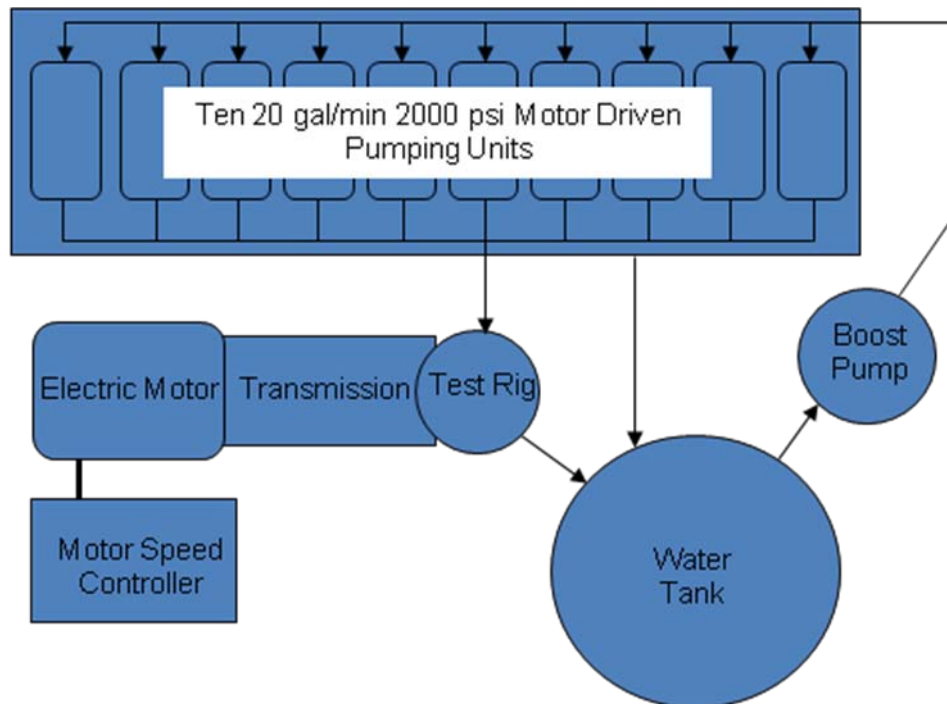 Ten 20 gal/min 2000 psi Motor Driven
Pumping Units
Boost
Pump
Electric Motor
Transmission
Test Rig
Motor Speed
Controller
Water
Tank